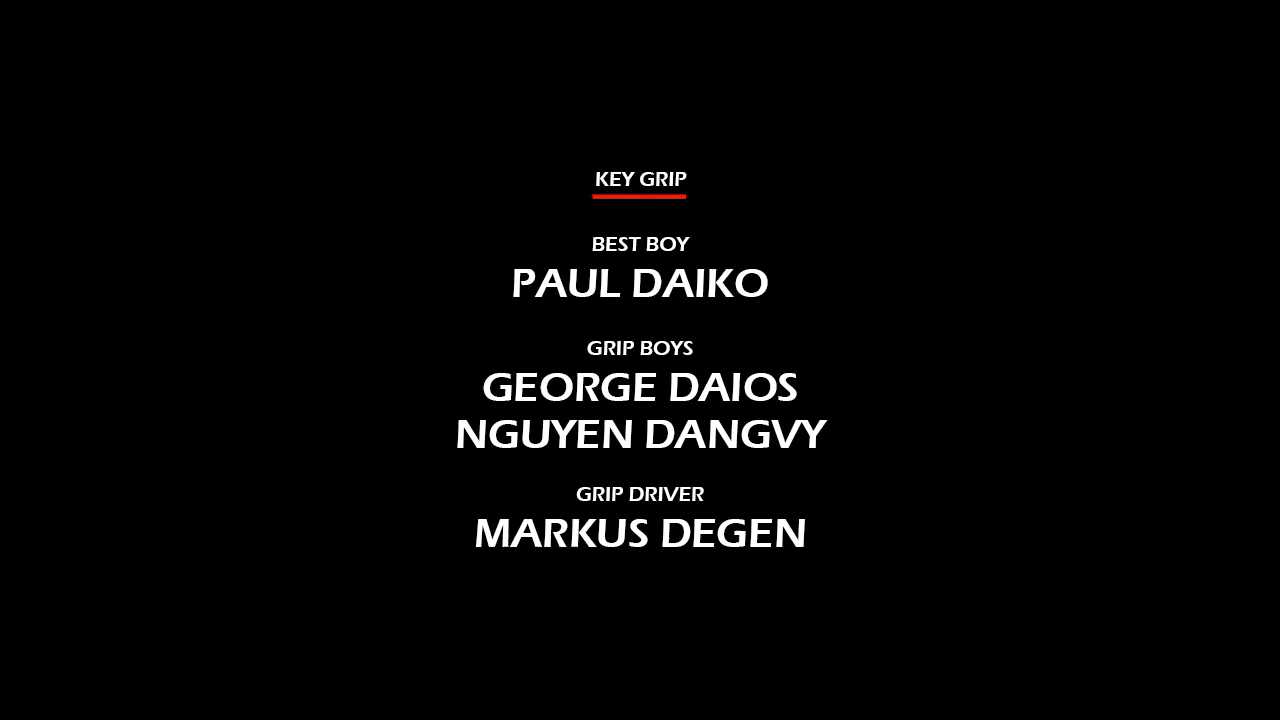 KEY GRIP
BEST BOY
PAUL DAIKO
GRIP BOYS
GEORGE DAIOS
NGUYEN DANGVY
GRIP DRIVER
MARKUS DEGEN